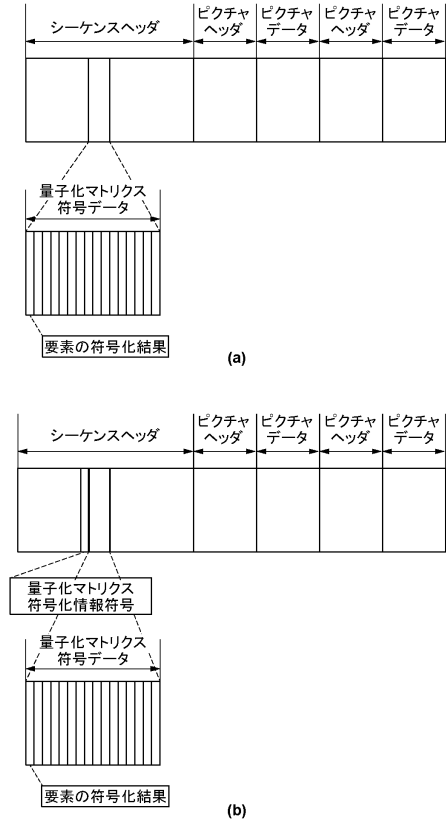 シーケンスヘッダ
ピクチャ
ヘッダ
ピクチャ
データ
ピクチャ
ヘッダ
ピクチャ
データ
量子化マトリクス
符号データ
要素の符号化結果
(a)
シーケンスヘッダ
ピクチャ
ヘッダ
ピクチャ
データ
ピクチャ
ヘッダ
ピクチャ
データ
量子化マトリクス
符号化情報符号
量子化マトリクス
符号データ
要素の符号化結果
(b)